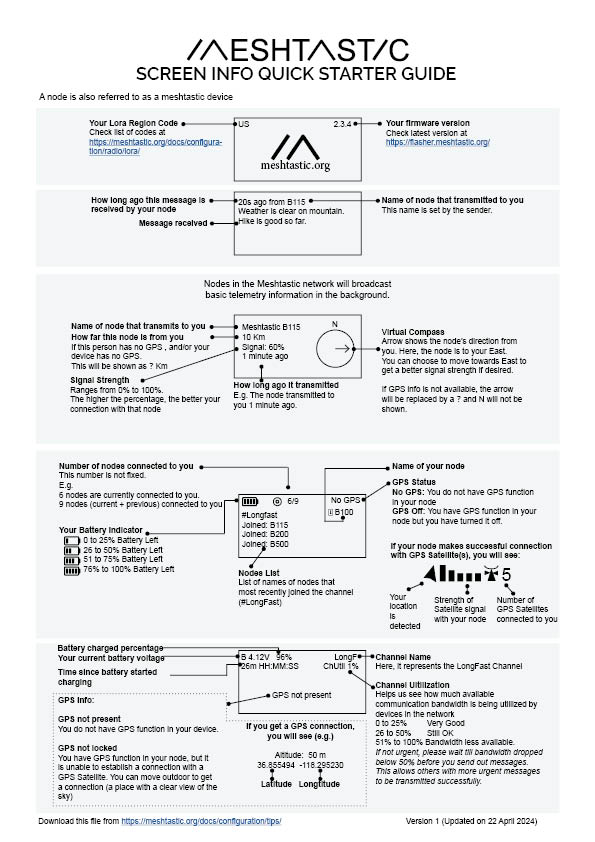 MESHTASTIC
SCREEN INFO QUICK STARTER GUIDE
A node is also referred to as a meshtastic device
Your Lora Region Code
Check list of codes at
https://meshtastic.org/docs/configura-
tion/radio/lora/
US
2.3.4
meshtastic.org
Your firmware version
Check latest version at
https://flasher.meshtastic.org/
How long ago this message is
received by your node
Message received
20s ago from B115
Weather is clear on mountain.
Hike is good so far.
Name of node that transmitted to you
This name is set by the sender.
Nodes in the Meshtastic network will broadcast
basic telemetry information in the background.
Name of node that transmits to you
How far this node is from you
If this person has no GPS , and/or your
device has no GPS.
This will be shown as ? Km
Signal Strength
Ranges from 0% to 100%.
The higher the percentage, the better your
connection with that node
Meshtastic B115
10 Km
Signal: 60%
1 minute ago
N
How long ago it transmitted
E.g. The node transmitted to
you 1 minute ago.
Virtual Compass
Arrow shows the node's direction from
you. Here, the node is to your East.
You can choose to move towards East to
get a better signal strength if desired.
If GPS info is not available, the arrow
will be replaced by a ? and N will not be
shown.
Number of nodes connected to you
This number is not fixed.
E.g.
6 nodes are currently connected to you.
9 nodes (current + previous) connected to you
Your Battery Indicator
0 to 25% Battery Left
26 to 50% Battery Left
51 to 75% Battery Left
76% to 100% Battery Left
6/9
No GPS
B100
#Longfast
Joined: B115
Joined: B200
Joined: B500
Nodes List
List of names of nodes that
most recently joined the channel
(#LongFast)
Name of your node
GPS Status
No GPS: You do not have GPS function
in your node
GPS Off: You have GPS function in your
node but you have turned it off.
If your node makes successful connection
with GPS Satellite(s), you will see:
5
Your
location
is
detected
Strength of
Satellite signal
with your node
Number of
GPS Satellites
connected to you
Battery charged percentage
Your current battery voltage
Time since battery started
charging
B 4.12V 96%
26m HH:MM:SS
LongF
ChUtil 1%
GPS not present
GPS info:
GPS not present
You do not have GPS function in your device.
GPS not locked
You have GPS function in your node, but it
is unable to establish a connection with a
GPS Satellite. You can move outdoor to get
a connection (a place with a clear view of the
sky)
If you get a GPS connection,
you will see (e.g.)
Altitude: 50 m
36.855494 -118.295230
Latitude Longtitude
Channel Name
Here, it represents the LongFast Channel
Channel Uitilization
Helps us see how much available
communication bandwidth is being utilized by
devices in the network
0 to 25% Very Good
26 to 50% Still OK
51% to 100% Bandwidth less available.
If not urgent, please wait till bandwidth dropped
below 50% before you send out messages.
This allows others with more urgent messages
to be transmitted successfully.
Download this file from https://meshtastic.org/docs/configuration/tips/
Version 1 (Updated on 22 April 2024)